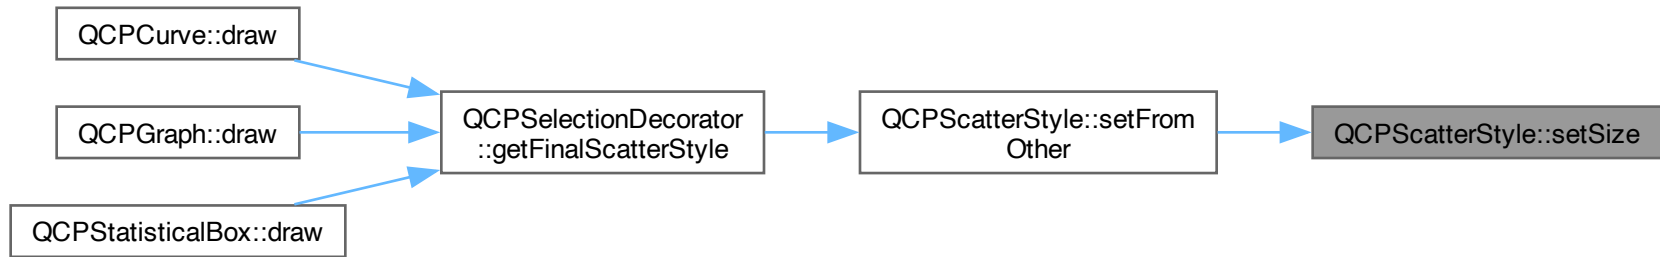 QCPCurve::draw
QCPGraph::draw
QCPStatisticalBox::draw
QCPSelectionDecorator
::getFinalScatterStyle
QCPScatterStyle::setFrom
Other
QCPScatterStyle::setSize